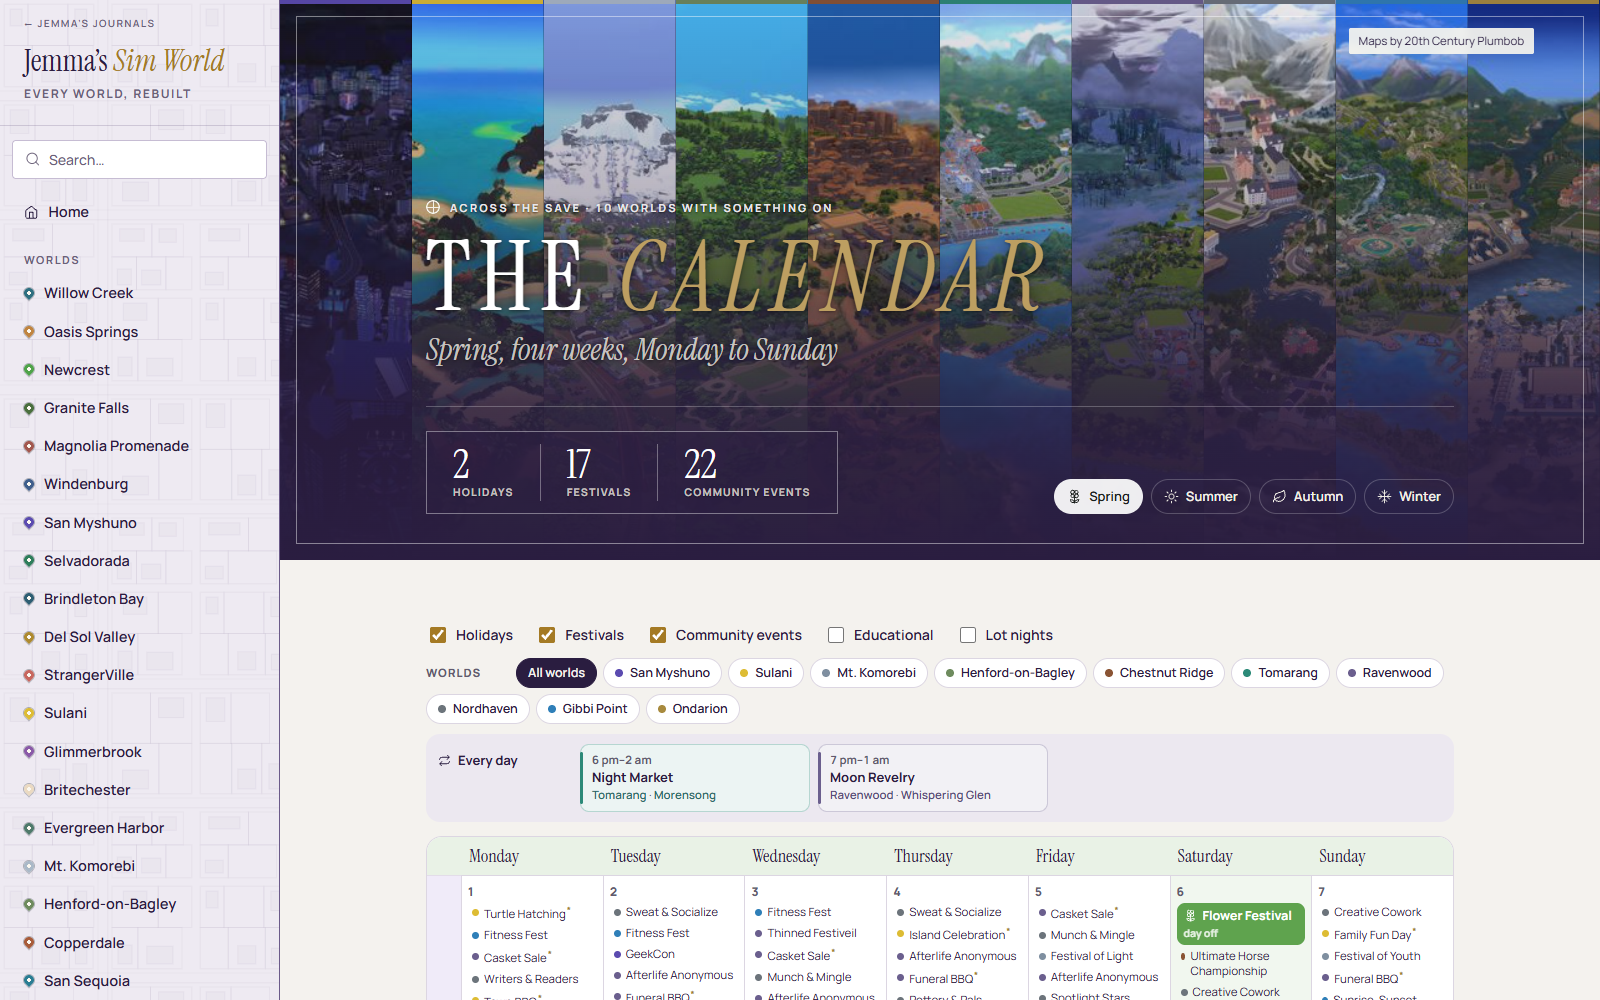 ← JEMMA'S JOURNALS
Jemma's Sim World
EVERY WORLD, REBUILT
Search...
Home
WORLDS
Willow Creek
Oasis Springs
Newcrest
Granite Falls
Magnolia Promenade
Windenburg
San Myshuno
Selvadorada
Brindleton Bay
Del Sol Valley
StrangerVille
Sulani
Glimmerbrook
Britechester
Evergreen Harbor
Mt. Komorebi
Henford-on-Bagley
Copperdale
San Sequoia
Maps by 20th Century Plumbob
ACROSS THE SAVE · 10 WORLDS WITH SOMETHING ON
THE CALENDAR
Spring, four weeks, Monday to Sunday
2 HOLIDAYS
17 FESTIVALS
22 COMMUNITY EVENTS
Spring Summer Autumn Winter
Holidays Festivals Community events Educational Lot nights
WORLDS All worlds San Myshuno Sulani Mt. Komorebi Henford-on-Bagley Chestnut Ridge Tomarang Ravenwood
Nordhaven Gibbi Point Ondarion
Every day
6 pm–2 am
Night Market
Tomarang · Morensong
7 pm–1 am
Moon Revelry
Ravenwood · Whispering Glen
Monday Tuesday Wednesday Thursday Friday Saturday Sunday
1
Turtle Hatching*
Fitness Fest
Casket Sale*
Writers & Readers
2
Sweat & Socialize
Fitness Fest
GeekCon
Afterlife Anonymous
Funeral BBQ*
3
Fitness Fest
Thinned Festiveil
Casket Sale*
Munch & Mingle
Afterlife Anonymous
4
Sweat & Socialize
Island Celebration*
Afterlife Anonymous
Funeral BBQ*
Pottery & Pals
5
Casket Sale*
Munch & Mingle
Festival of Light
Afterlife Anonymous
Spotlight Stars
6
Flower Festival
day off
Ultimate Horse
Championship
Creative Cowork
7
Creative Cowork
Family Fun Day*
Festival of Youth
Funeral BBQ*